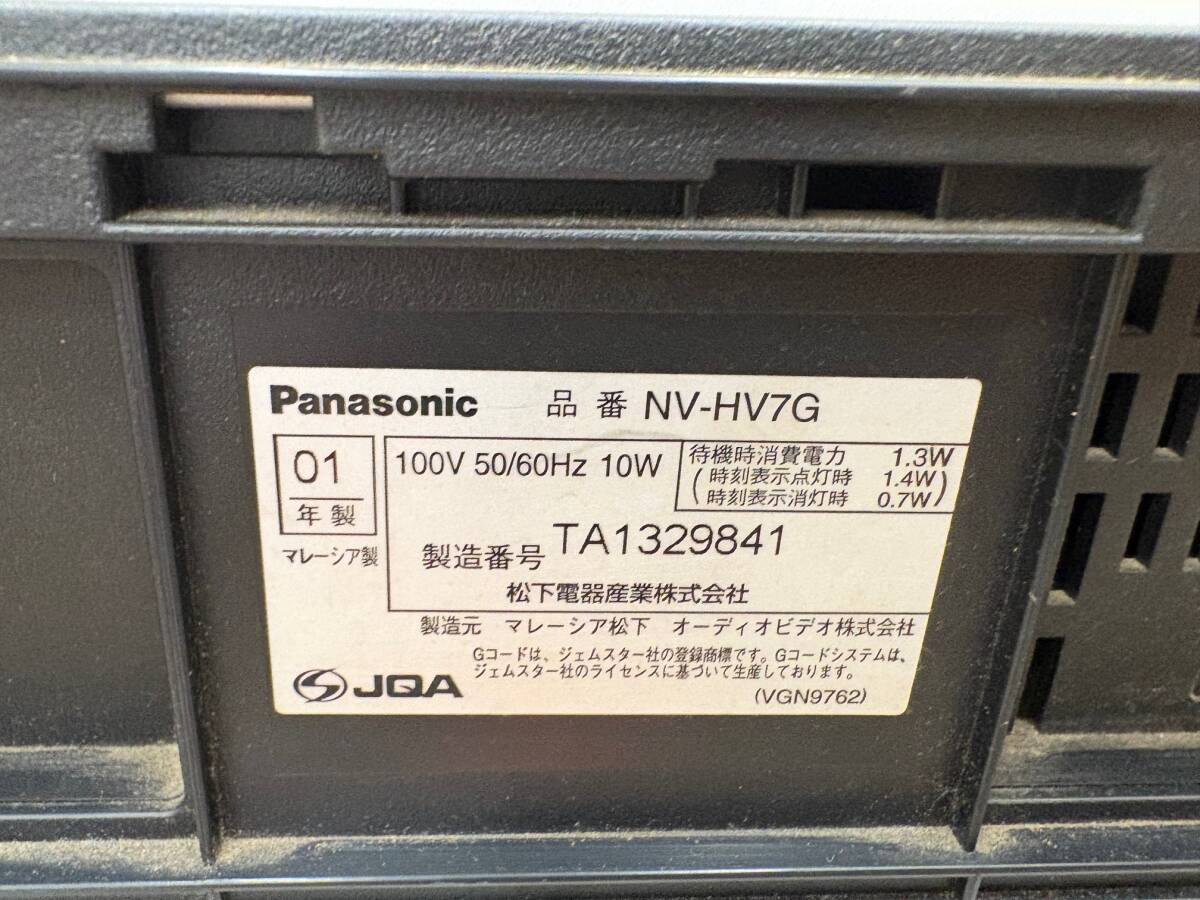 Panasonic 品番 NV-HV7G
01
年製
マレーシア製
100V 50/60Hz 10W
待機時消費電力 1.3W
(時刻表示点灯時 1.4W
時刻表示消灯時 0.7W)
製造番号 TA1329841
松下電器産業株式会社
製造元 マレーシア松下 オーディオビデオ株式会社
Gコードは、ジェムスター社の登録商標です。Gコードシステムは、
ジェムスター社のライセンスに基づいて生産しております。
JQA
(VGN9762)